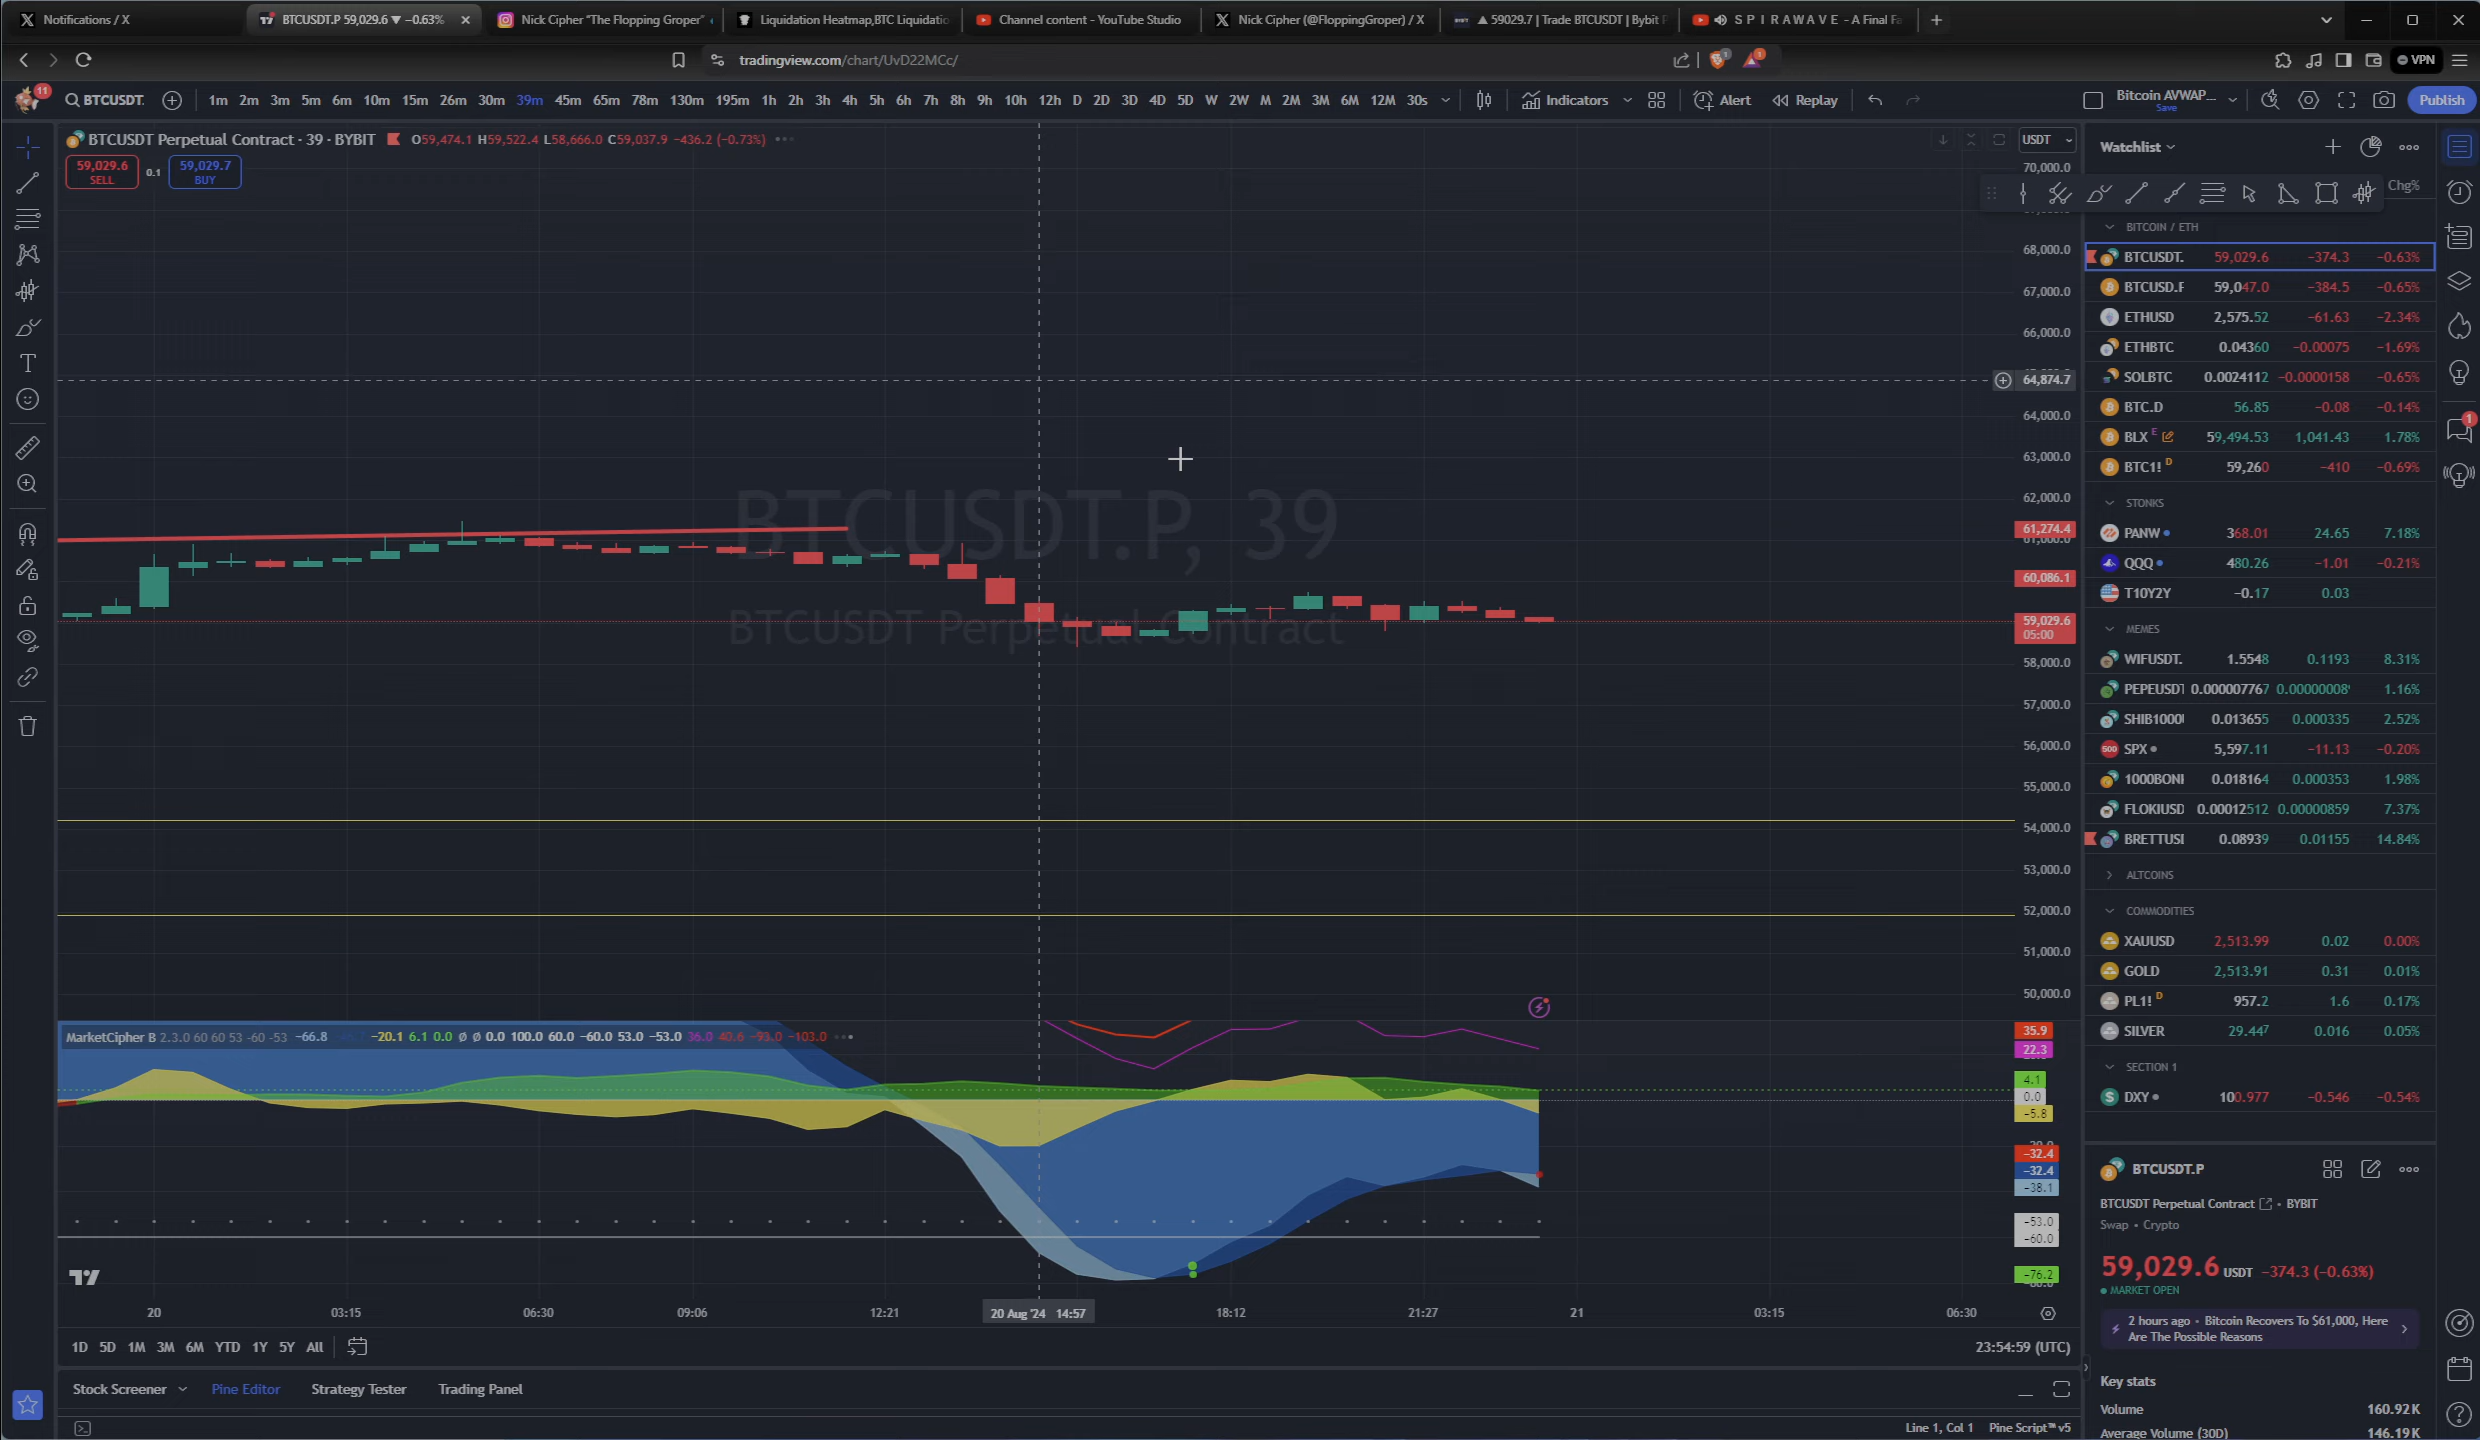 Notifications / X
BTCUSDT.P 59,029.6 ▼ −0.63%
Nick Cipher "The Flopping Groper"
Liquidation Heatmap,BTC Liquidatio
Channel content - YouTube Studio
Nick Cipher (@FloppingGroper) / X
▲ 59029.7 | Trade BTCUSDT | Bybit
S P I R A W A V E - A Final Fa
tradingview.com/chart/UvD22MCc/
VPN
11
BTCUSDT.
1m 2m 3m 5m 6m 10m 15m 26m 30m 39m 45m 65m 78m 130m 195m 1h 2h 3h 4h 5h 6h 7h 8h 9h 10h 12h D 2D 3D 4D 5D W 2W M 2M 3M 6M 12M 30s
Indicators
Alert
Replay
Bitcoin AVWAP...
Save
Publish
BTCUSDT Perpetual Contract · 39 · BYBIT
O59,474.1 H59,522.4 L58,666.0 C59,037.9 −436.2 (−0.73%)
59,029.6
SELL
0.1
59,029.7
BUY
USDT
70,000.0
68,000.0
67,000.0
66,000.0
64,874.7
64,000.0
63,000.0
62,000.0
61,274.4
61,000.0
60,086.1
59,029.6
05:00
58,000.0
57,000.0
56,000.0
55,000.0
54,000.0
53,000.0
52,000.0
51,000.0
50,000.0
BTCUSDT.P, 39
BTCUSDT Perpetual Contract
MarketCipher B 2.3.0 60 60 53 -60 -53 −66.8 −20.1 6.1 0.0 ∅ ∅ 0.0 100.0 60.0 −60.0 53.0 −53.0 36.0 40.6 −93.0 −103.0
35.9
22.3
4.1
0.0
−5.8
−32.4
−32.4
−38.1
−53.0
−60.0
−76.2
20 03:15 06:30 09:06 12:21 20 Aug '24 14:57 18:12 21:27 21 03:15 06:30
1D 5D 1M 3M 6M YTD 1Y 5Y All
23:54:59 (UTC)
Stock Screener
Pine Editor
Strategy Tester
Trading Panel
Line 1, Col 1 Pine Script™ v5
Watchlist
Chg%
BITCOIN / ETH
BTCUSDT. 59,029.6 −374.3 −0.63%
BTCUSD.F 59,047.0 −384.5 −0.65%
ETHUSD 2,575.52 −61.63 −2.34%
ETHBTC 0.04360 −0.00075 −1.69%
SOLBTC 0.0024112 −0.0000158 −0.65%
BTC.D 56.85 −0.08 −0.14%
BLX E 59,494.53 1,041.43 1.78%
BTC1! D 59,260 −410 −0.69%
STONKS
PANW 368.01 24.65 7.18%
QQQ 480.26 −1.01 −0.21%
T10Y2Y −0.17 0.03
MEMES
WIFUSDT. 1.5548 0.1193 8.31%
PEPEUSDT 0.000007767 0.00000008 1.16%
SHIB1000 0.013655 0.000335 2.52%
SPX 5,597.11 −11.13 −0.20%
1000BONI 0.018164 0.000353 1.98%
FLOKIUSD 0.00012512 0.00000859 7.37%
BRETTUSI 0.08939 0.01155 14.84%
ALTCOINS
COMMODITIES
XAUUSD 2,513.99 0.02 0.00%
GOLD 2,513.91 0.31 0.01%
PL1! D 957.2 1.6 0.17%
SILVER 29.447 0.016 0.05%
SECTION 1
DXY 100.977 −0.546 −0.54%
BTCUSDT.P
BTCUSDT Perpetual Contract • BYBIT
Swap • Crypto
59,029.6 USDT −374.3 (−0.63%)
MARKET OPEN
2 hours ago • Bitcoin Recovers To $61,000, Here
Are The Possible Reasons
Key stats
Volume 160.92K
Average Volume (30D) 146.19K
1